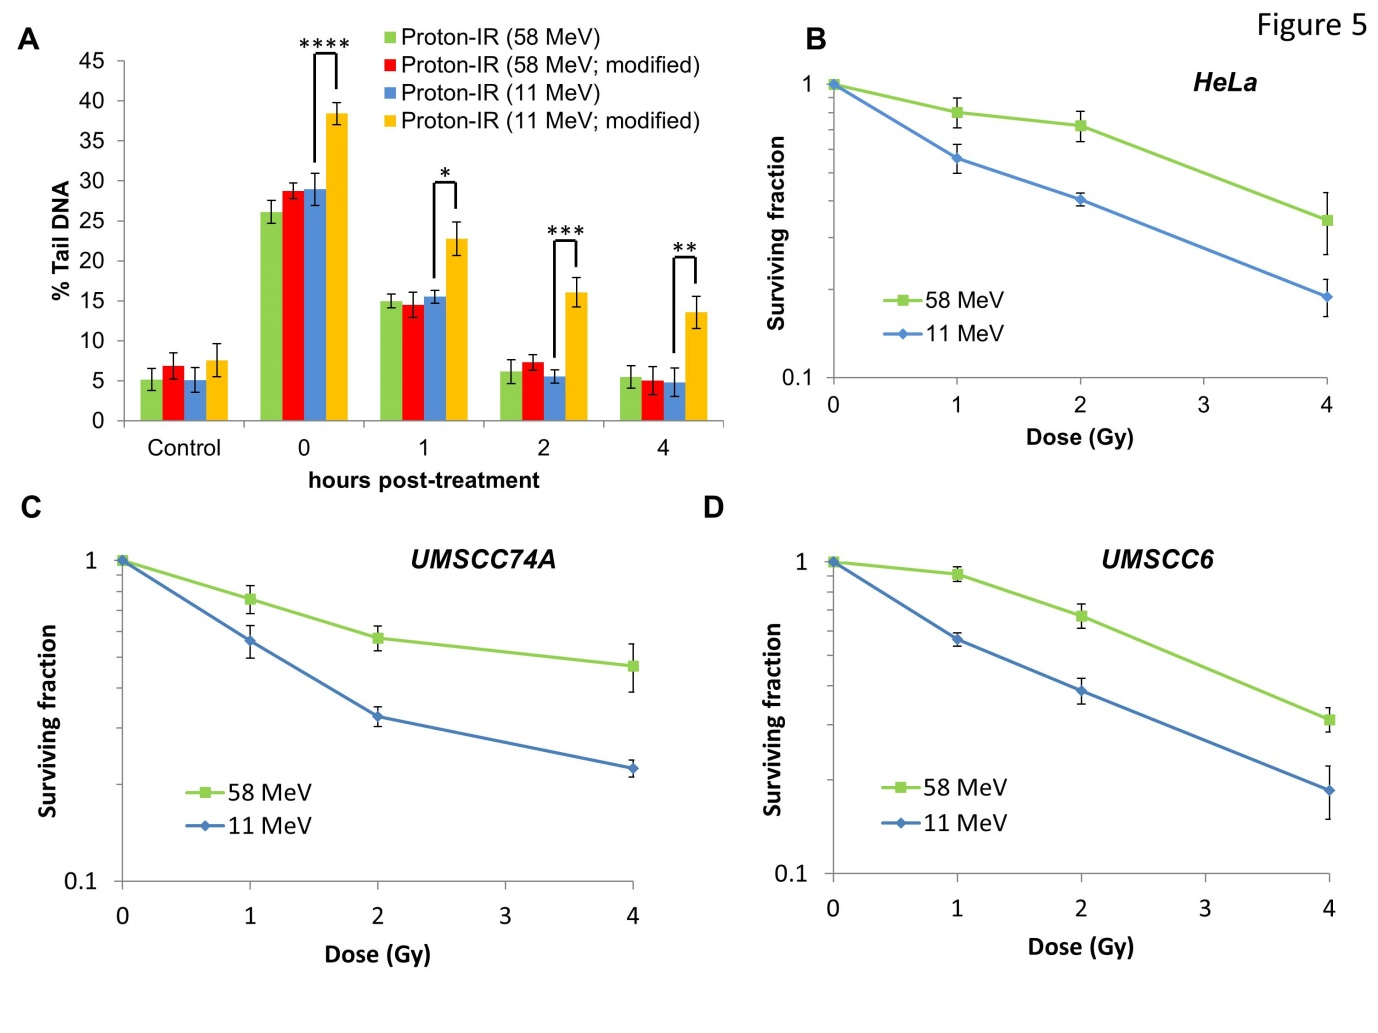 Figure 5
A
****
*
***
**
Proton-IR (58 MeV)
Proton-IR (58 MeV; modified)
Proton-IR (11 MeV)
Proton-IR (11 MeV; modified)
45
40
35
30
25
20
15
10
5
0
% Tail DNA
Control 0 1 2 4
hours post-treatment
B
HeLa
1
0.1
Surviving fraction
58 MeV
11 MeV
0 1 2 3 4
Dose (Gy)
C
UMSCC74A
1
0.1
Surviving fraction
58 MeV
11 MeV
0 1 2 3 4
Dose (Gy)
D
UMSCC6
1
0.1
Surviving fraction
58 MeV
11 MeV
0 1 2 3 4
Dose (Gy)